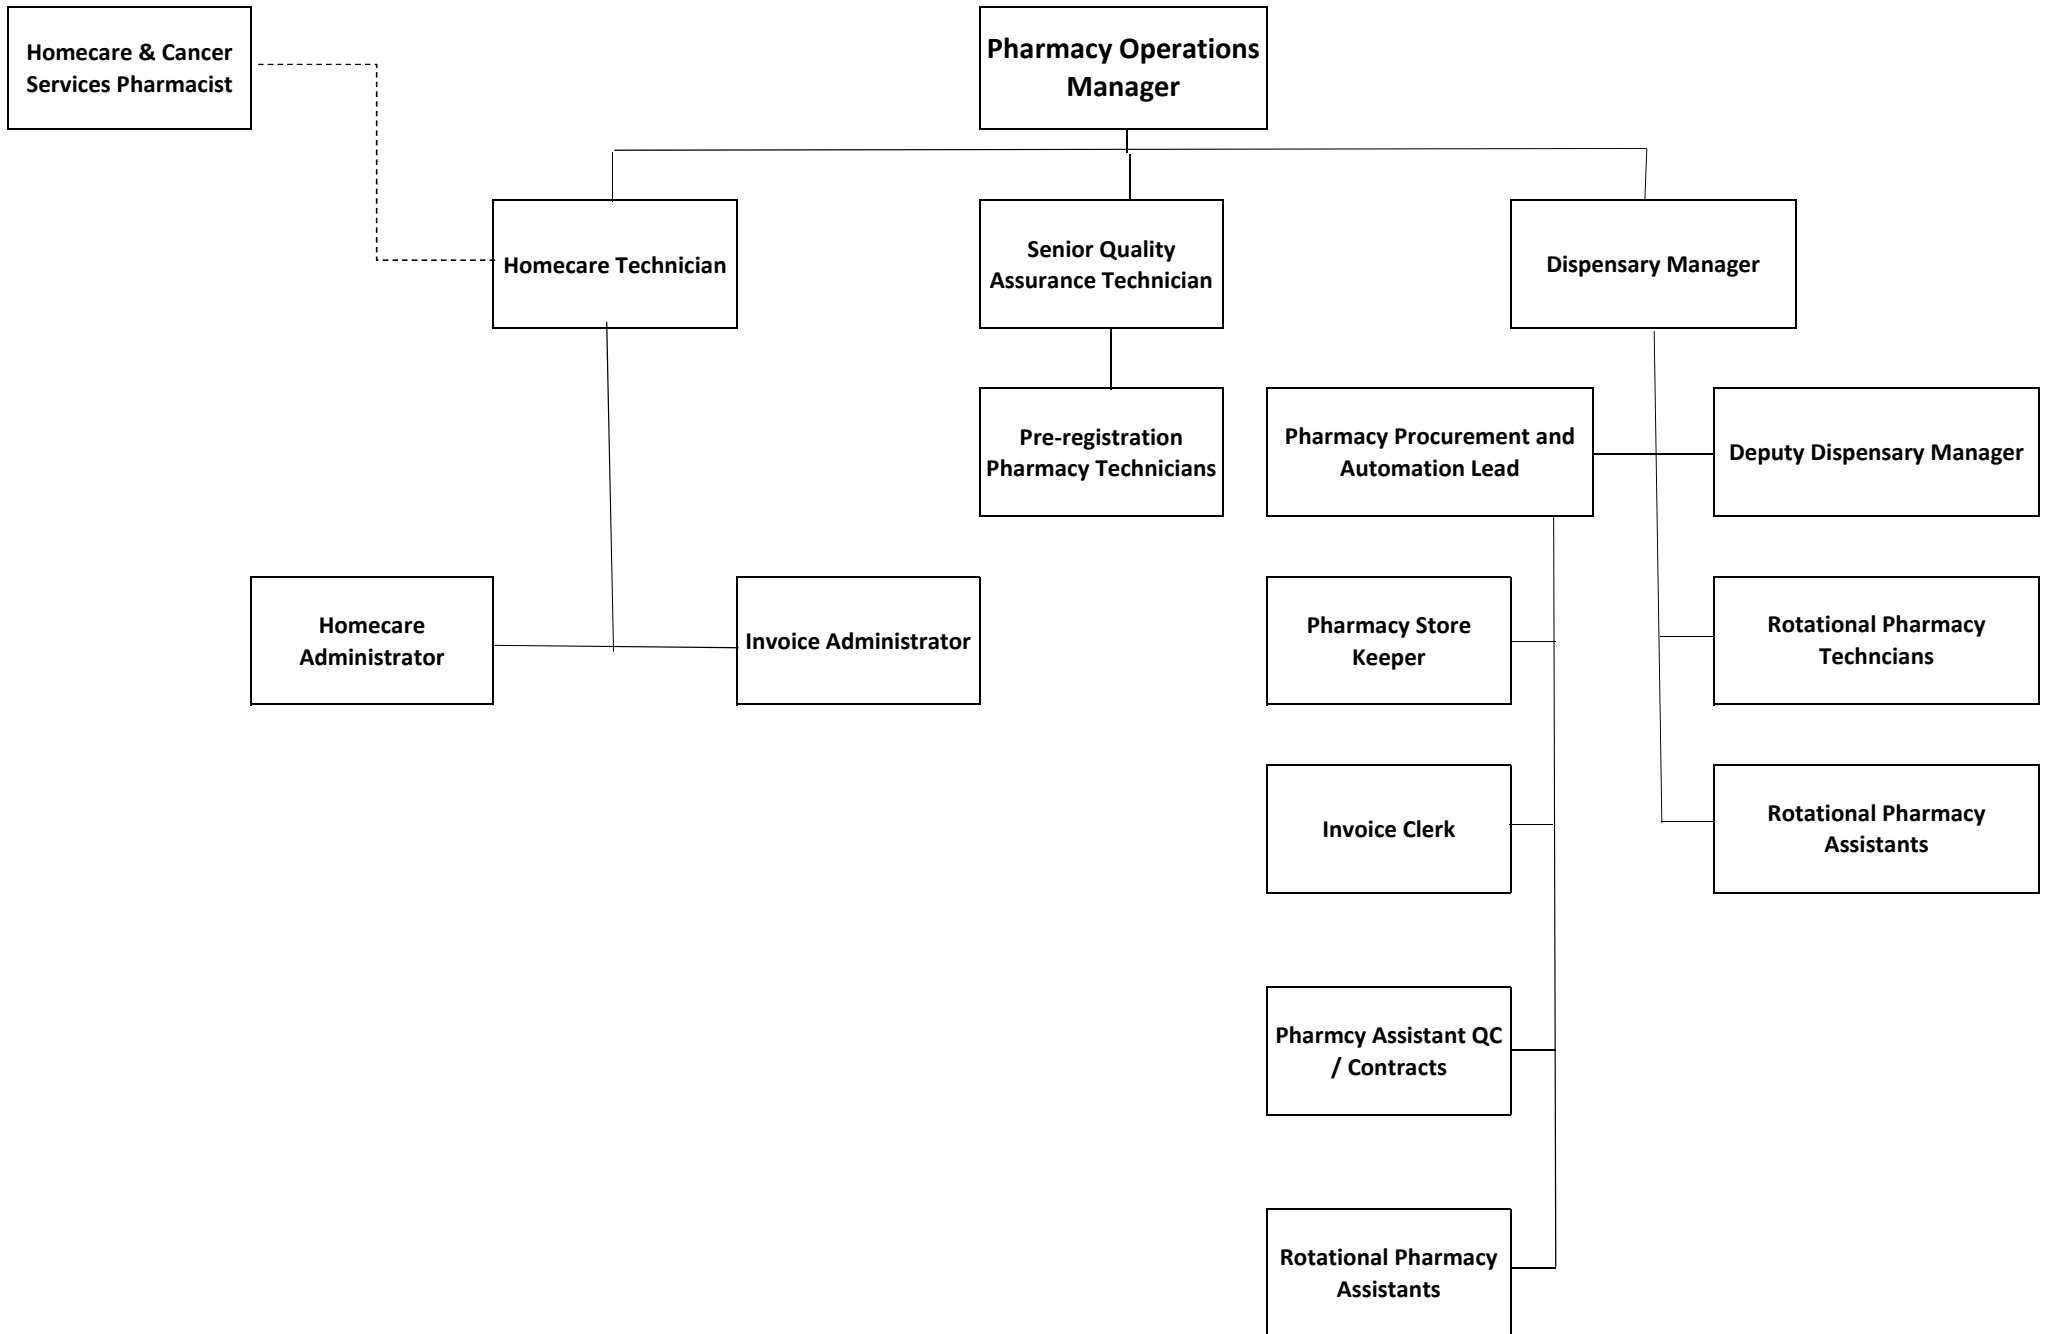 Homecare & Cancer
Services Pharmacist
Pharmacy Operations
Manager
Homecare Technician
Senior Quality
Assurance Technician
Dispensary Manager
Pre-registration
Pharmacy Technicians
Pharmacy Procurement and
Automation Lead
Deputy Dispensary Manager
Homecare
Administrator
Invoice Administrator
Pharmacy Store
Keeper
Rotational Pharmacy
Techncians
Invoice Clerk
Rotational Pharmacy
Assistants
Pharmcy Assistant QC
/ Contracts
Rotational Pharmacy
Assistants